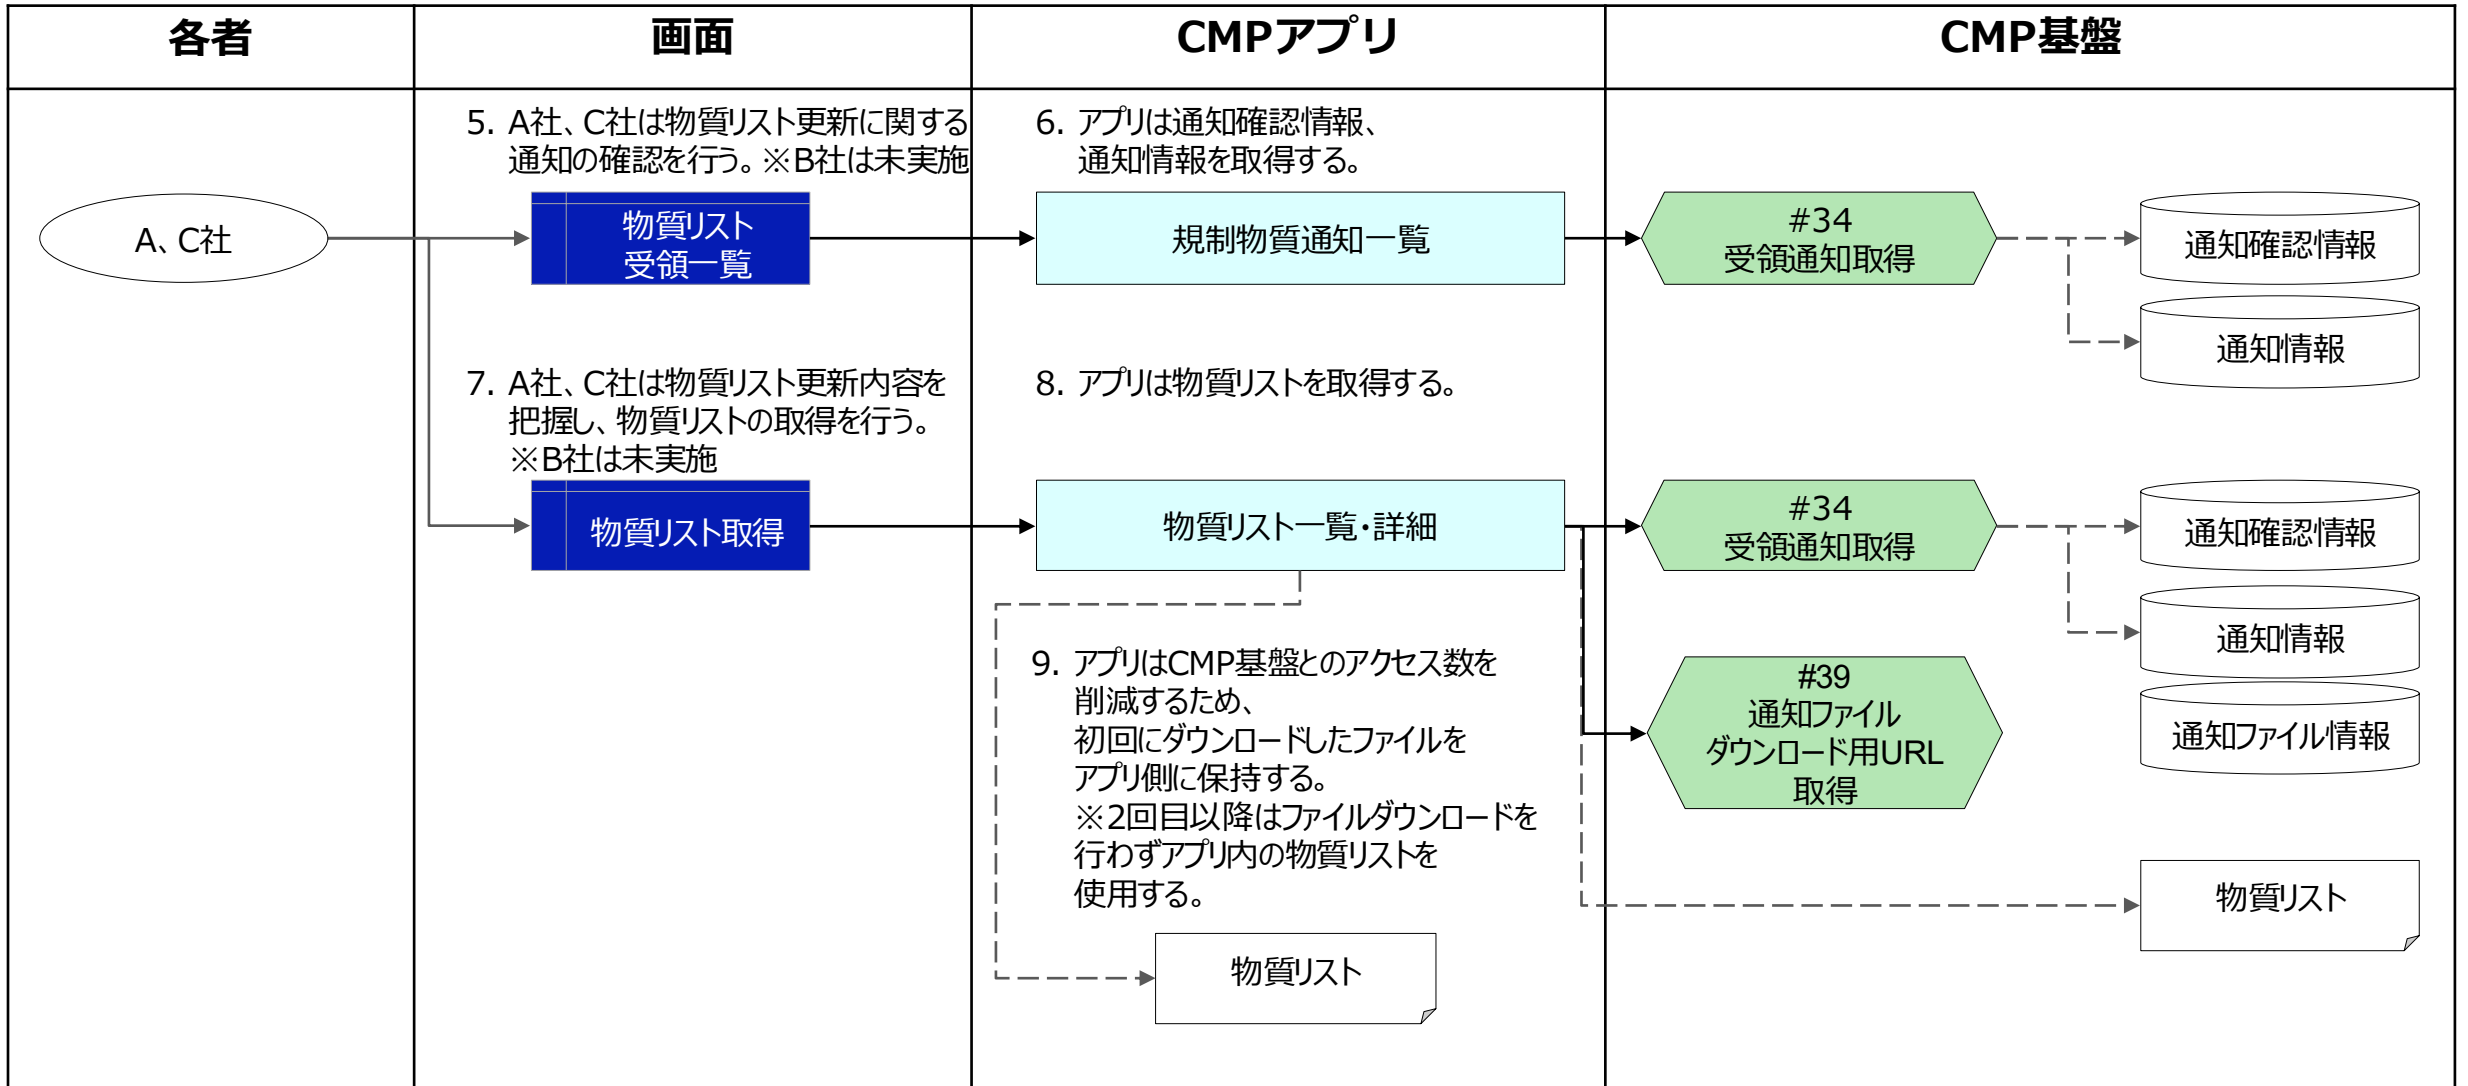 各者
画面
CMPアプリ
CMP基盤
5. A社、C社は物質リスト更新に関する
通知の確認を行う。※B社は未実施
6. アプリは通知確認情報、
通知情報を取得する。
A、C社
物質リスト
受領一覧
規制物質通知一覧
#34
受領通知取得
通知確認情報
通知情報
7. A社、C社は物質リスト更新内容を
把握し、物質リストの取得を行う。
※B社は未実施
8. アプリは物質リストを取得する。
物質リスト取得
物質リスト一覧・詳細
#34
受領通知取得
通知確認情報
通知情報
9. アプリはCMP基盤とのアクセス数を
削減するため、
初回にダウンロードしたファイルを
アプリ側に保持する。
※2回目以降はファイルダウンロードを
行わずアプリ内の物質リストを
使用する。
#39
通知ファイル
ダウンロード用URL
取得
通知ファイル情報
物質リスト
物質リスト